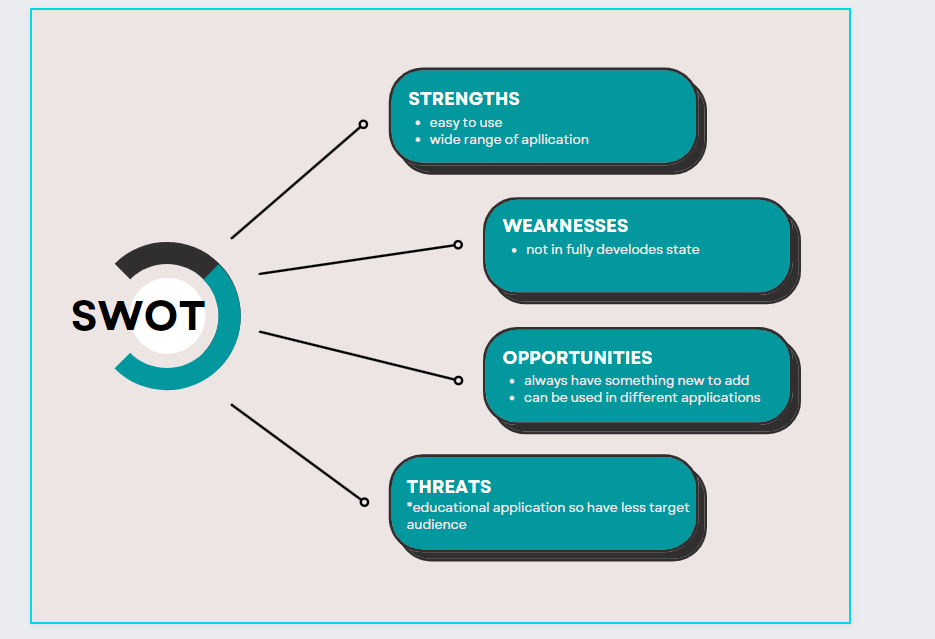 STRENGTHS
• easy to use
• wide range of apllication
WEAKNESSES
• not in fully develodes state
SWOT
OPPORTUNITIES
• always have something new to add
• can be used in different applications
THREATS
*educational application so have less target
audience